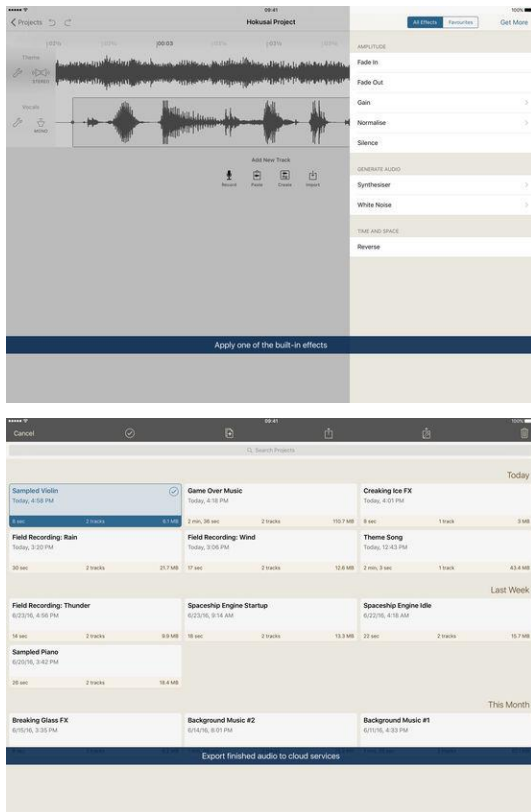 09:41
100%
Projects
Hokusai Project
All Effects
Favourites
Get More
|00:03
Theme
STEREO
Vocals
MONO
Add New Track
Record
Paste
Create
Import
AMPLITUDE
Fade In
Fade Out
Gain
Normalise
Silence
GENERATE AUDIO
Synthesiser
White Noise
TIME AND SPACE
Reverse
Apply one of the built-in effects
09:41
100%
Cancel
Search Projects
Today
Sampled Violin
Today, 4:58 PM
6 sec 2 tracks 8.1 MB
Game Over Music
Today, 4:18 PM
2 min, 36 sec 2 tracks 110.7 MB
Creaking Ice FX
Today, 4:01 PM
8 sec 1 track 3 MB
Field Recording: Rain
Today, 3:20 PM
30 sec 2 tracks 21.7 MB
Field Recording: Wind
Today, 3:06 PM
17 sec 2 tracks 12.6 MB
Theme Song
Today, 12:43 PM
2 min, 3 sec 1 track 43.4 MB
Last Week
Field Recording: Thunder
6/23/16, 4:56 PM
14 sec 2 tracks 9.9 MB
Spaceship Engine Startup
6/23/16, 9:14 AM
18 sec 2 tracks 13.3 MB
Spaceship Engine Idle
6/22/16, 4:18 AM
22 sec 2 tracks 15.7 MB
Sampled Piano
6/20/16, 3:42 PM
28 sec 2 tracks 19.4 MB
This Month
Breaking Glass FX
6/15/16, 3:35 PM
Background Music #2
6/14/16, 8:01 PM
Background Music #1
6/11/16, 4:33 PM
Export finished audio to cloud services